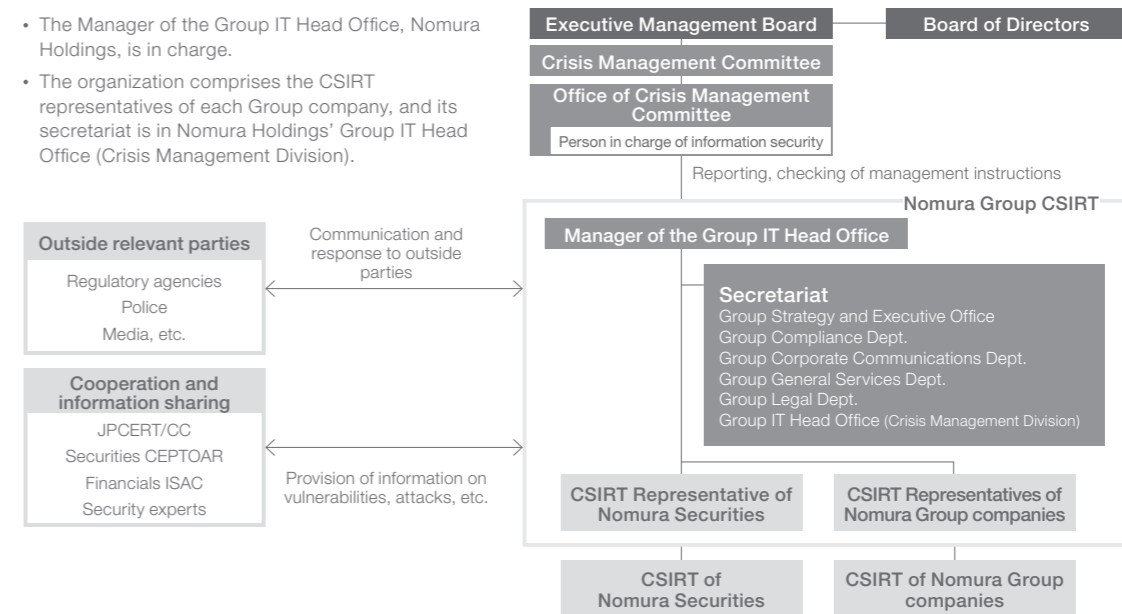 • The Manager of the Group IT Head Office, Nomura
Holdings, is in charge.
• The organization comprises the CSIRT
representatives of each Group company, and its
secretariat is in Nomura Holdings’ Group IT Head
Office (Crisis Management Division).
Executive Management Board
Board of Directors
Crisis Management Committee
Office of Crisis Management
Committee
Person in charge of information security
Reporting, checking of management instructions
Nomura Group CSIRT
Manager of the Group IT Head Office
Secretariat
Group Strategy and Executive Office
Group Compliance Dept.
Group Corporate Communications Dept.
Group General Services Dept.
Group Legal Dept.
Group IT Head Office (Crisis Management Division)
Outside relevant parties
Regulatory agencies
Police
Media, etc.
Communication and
response to outside
parties
Cooperation and
information sharing
JPCERT/CC
Securities CEPTOAR
Financials ISAC
Security experts
Provision of information on
vulnerabilities, attacks, etc.
CSIRT Representative of
Nomura Securities
CSIRT Representatives of
Nomura Group companies
CSIRT of
Nomura Securities
CSIRT of Nomura Group
companies